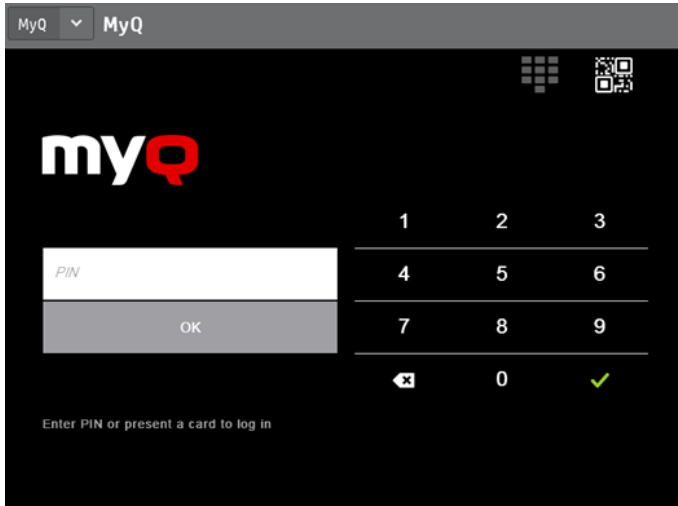 MyQ MyQ
myQ
1 2 3
PIN
4 5 6
OK
7 8 9
0
Enter PIN or present a card to log in